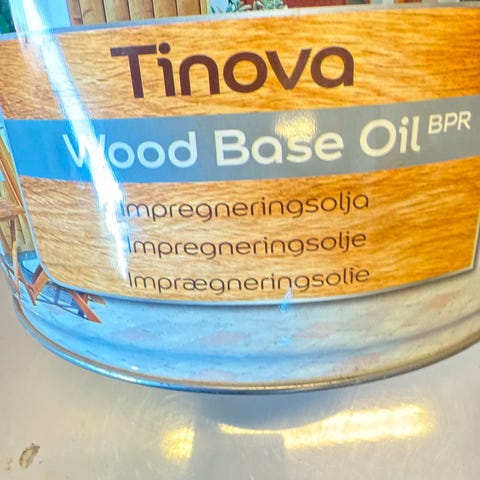 Tinova
Wood Base Oil BPR
Impregneringsolja
Impregneringsolje
Imprægneringsolie